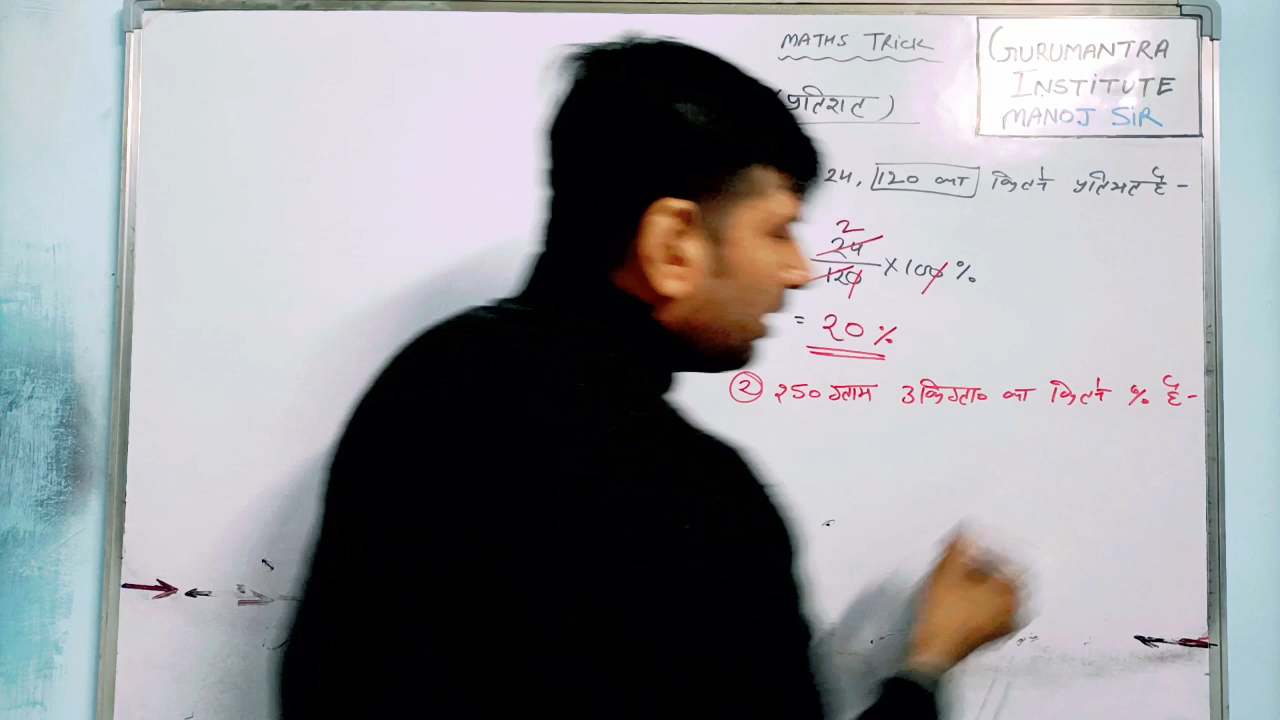 MATHS TRICK
GURUMANTRA
INSTITUTE
MANOJ SIR
(प्रतिशत)
24, 120 का कितने प्रतिशत है -
2
24
120
×100 %
= 20 %
② 250 ग्राम 3 किग्रा० का कितने % है -